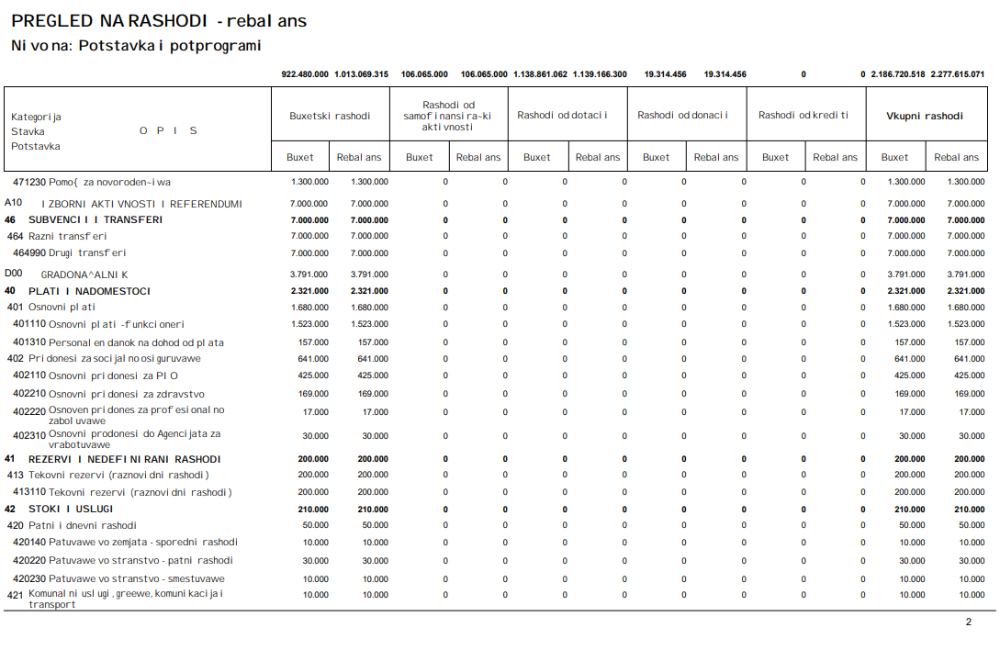 PREGLED NA RASHODI - rebalans
Nivo na: Potstavka i potprogrami
922.480.000 1.013.069.315 106.065.000 106.065.000 1.138.861.062 1.139.166.300 19.314.456 19.314.456 0 0 2.186.720.518 2.277.615.071
Kategorija
Stavka
Potstavka
O P I S
Buxetski rashodi
Rashodi od
samofinansira~ki
aktivnosti
Rashodi od dotacii
Rashodi od donacii
Rashodi od krediti
Vkupni rashodi
Buxet Rebalans Buxet Rebalans Buxet Rebalans Buxet Rebalans Buxet Rebalans Buxet Rebalans
471230 Pomo{ za novoroden~iwa 1.300.000 1.300.000 0 0 0 0 0 0 0 0 1.300.000 1.300.000
A10 IZBORNI AKTIVNOSTI I REFERENDUMI 7.000.000 7.000.000 0 0 0 0 0 0 0 0 7.000.000 7.000.000
46 SUBVENCII I TRANSFERI 7.000.000 7.000.000 0 0 0 0 0 0 0 0 7.000.000 7.000.000
464 Razni transferi 7.000.000 7.000.000 0 0 0 0 0 0 0 0 7.000.000 7.000.000
464990 Drugi transferi 7.000.000 7.000.000 0 0 0 0 0 0 0 0 7.000.000 7.000.000
D00 GRADONA^ALNIK 3.791.000 3.791.000 0 0 0 0 0 0 0 0 3.791.000 3.791.000
40 PLATI I NADOMESTOCI 2.321.000 2.321.000 0 0 0 0 0 0 0 0 2.321.000 2.321.000
401 Osnovni plati 1.680.000 1.680.000 0 0 0 0 0 0 0 0 1.680.000 1.680.000
401110 Osnovni plati -funkcioneri 1.523.000 1.523.000 0 0 0 0 0 0 0 0 1.523.000 1.523.000
401310 Personalen danok na dohod od plata 157.000 157.000 0 0 0 0 0 0 0 0 157.000 157.000
402 Pridonesi za socijalno osiguruvawe 641.000 641.000 0 0 0 0 0 0 0 0 641.000 641.000
402110 Osnovni pridonesi za PIO 425.000 425.000 0 0 0 0 0 0 0 0 425.000 425.000
402210 Osnovni pridonesi za zdravstvo 169.000 169.000 0 0 0 0 0 0 0 0 169.000 169.000
402220 Osnoven pridones za profesionalno
zaboluvawe 17.000 17.000 0 0 0 0 0 0 0 0 17.000 17.000
402310 Osnovni prodonesi do Agencijata za
vrabotuvawe 30.000 30.000 0 0 0 0 0 0 0 0 30.000 30.000
41 REZERVI I NEDEFINIRANI RASHODI 200.000 200.000 0 0 0 0 0 0 0 0 200.000 200.000
413 Tekovni rezervi (raznovidni rashodi) 200.000 200.000 0 0 0 0 0 0 0 0 200.000 200.000
413110 Tekovni rezervi (raznovidni rashodi) 200.000 200.000 0 0 0 0 0 0 0 0 200.000 200.000
42 STOKI I USLUGI 210.000 210.000 0 0 0 0 0 0 0 0 210.000 210.000
420 Patni i dnevni rashodi 50.000 50.000 0 0 0 0 0 0 0 0 50.000 50.000
420140 Patuvawe vo zemjata - sporedni rashodi 10.000 10.000 0 0 0 0 0 0 0 0 10.000 10.000
420220 Patuvawe vo stranstvo - patni rashodi 30.000 30.000 0 0 0 0 0 0 0 0 30.000 30.000
420230 Patuvawe vo stranstvo - smestuvawe 10.000 10.000 0 0 0 0 0 0 0 0 10.000 10.000
421 Komunalni uslugi, greewe, komunikacija i
transport 10.000 10.000 0 0 0 0 0 0 0 0 10.000 10.000
2